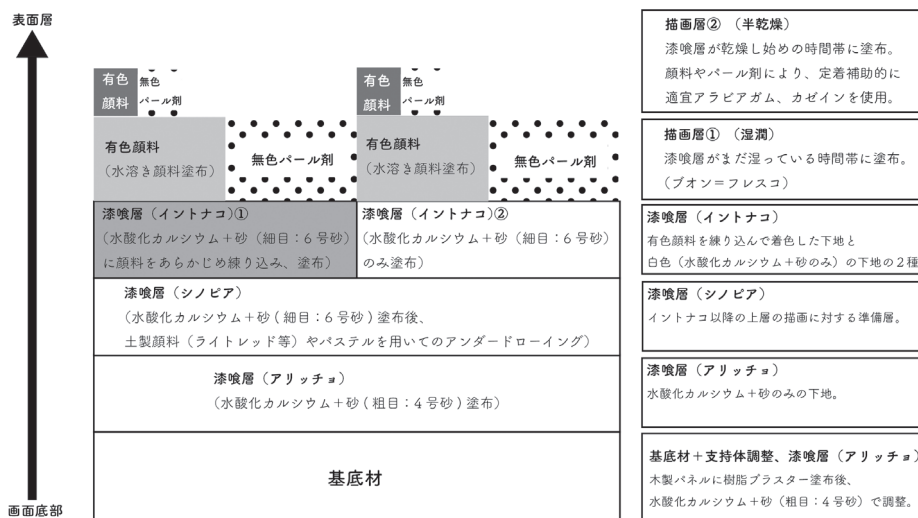 表面層
有色
顔料
無色
パール剤
有色
顔料
無色
パール剤
有色顔料
（水溶き顔料塗布）
無色パール剤
有色顔料
（水溶き顔料塗布）
無色パール剤
漆喰層（イントナコ）①
（水酸化カルシウム＋砂（細目：６号砂）
に顔料をあらかじめ練り込み、塗布）
漆喰層（イントナコ）②
（水酸化カルシウム＋砂（細目：６号砂）
のみ塗布）
漆喰層（シノピア）
（水酸化カルシウム＋砂(細目：６号砂)塗布後、
土製顔料（ライトレッド等）やパステルを用いてのアンダードローイング）
漆喰層（アリッチョ）
（水酸化カルシウム＋砂(粗目：４号砂)塗布）
基底材
画面底部
描画層②　（半乾燥）
漆喰層が乾燥し始めの時間帯に塗布。
顔料やパール剤により、定着補助的に
適宜アラビアガム、カゼインを使用。
描画層①　（湿潤）
漆喰層がまだ湿っている時間帯に塗布。
（ブオン＝フレスコ）
漆喰層（イントナコ）
有色顔料を練り込んで着色した下地と
白色（水酸化カルシウム＋砂のみ）の下地の２種
漆喰層（シノピア）
イントナコ以降の上層の描画に対する準備層。
漆喰層（アリッチョ）
水酸化カルシウム＋砂のみの下地。
基底材＋支持体調整、漆喰層（アリッチョ）
木製パネルに樹脂プラスター塗布後、
水酸化カルシウム＋砂（粗目：４号砂）で調整。